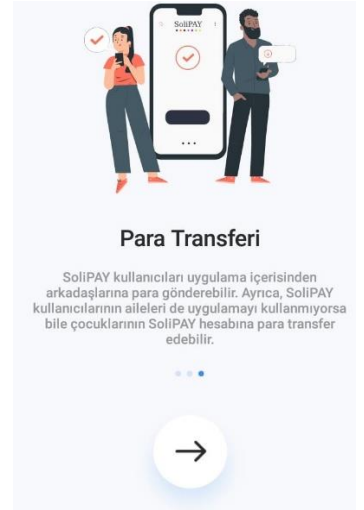 SoliPAY
Para Transferi
SoliPAY kullanıcıları uygulama içerisinden
arkadaşlarına para gönderebilir. Ayrıca, SoliPAY
kullanıcılarının aileleri de uygulamayı kullanmıyorsa
bile çocuklarının SoliPAY hesabına para transfer
edebilir.